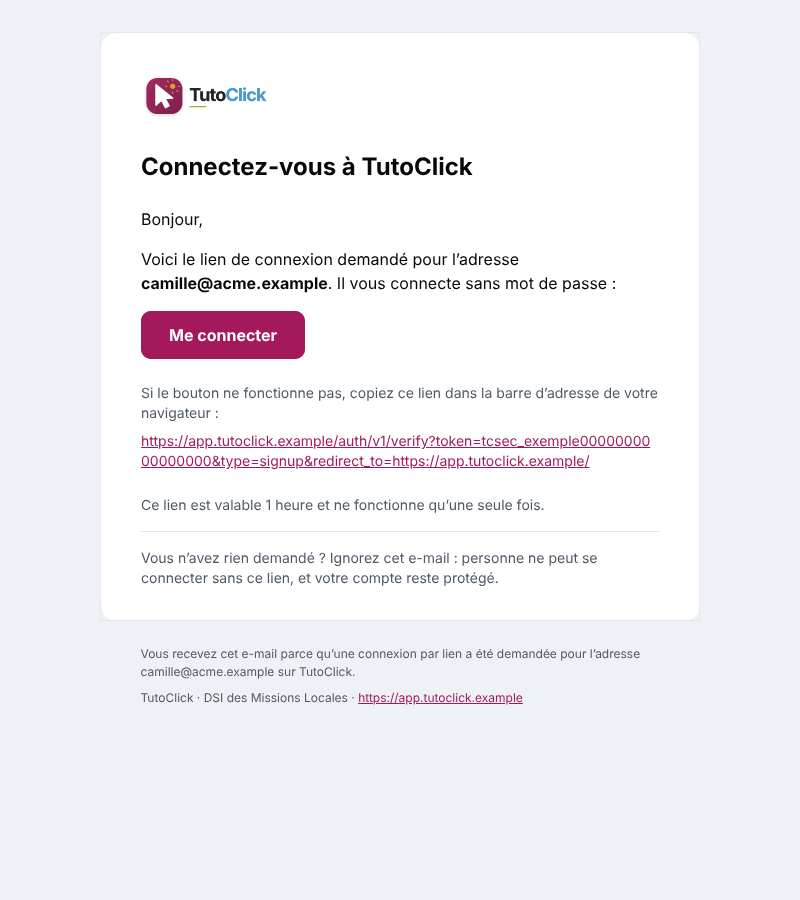 TutoClick
Connectez-vous à TutoClick
Bonjour,
Voici le lien de connexion demandé pour l’adresse
camille@acme.example. Il vous connecte sans mot de passe :
Me connecter
Si le bouton ne fonctionne pas, copiez ce lien dans la barre d’adresse de votre
navigateur :
https://app.tutoclick.example/auth/v1/verify?token=tcsec_exemple00000000
00000000&type=signup&redirect_to=https://app.tutoclick.example/
Ce lien est valable 1 heure et ne fonctionne qu’une seule fois.
Vous n’avez rien demandé ? Ignorez cet e-mail : personne ne peut se
connecter sans ce lien, et votre compte reste protégé.
Vous recevez cet e-mail parce qu’une connexion par lien a été demandée pour l’adresse
camille@acme.example sur TutoClick.
TutoClick · DSI des Missions Locales · https://app.tutoclick.example